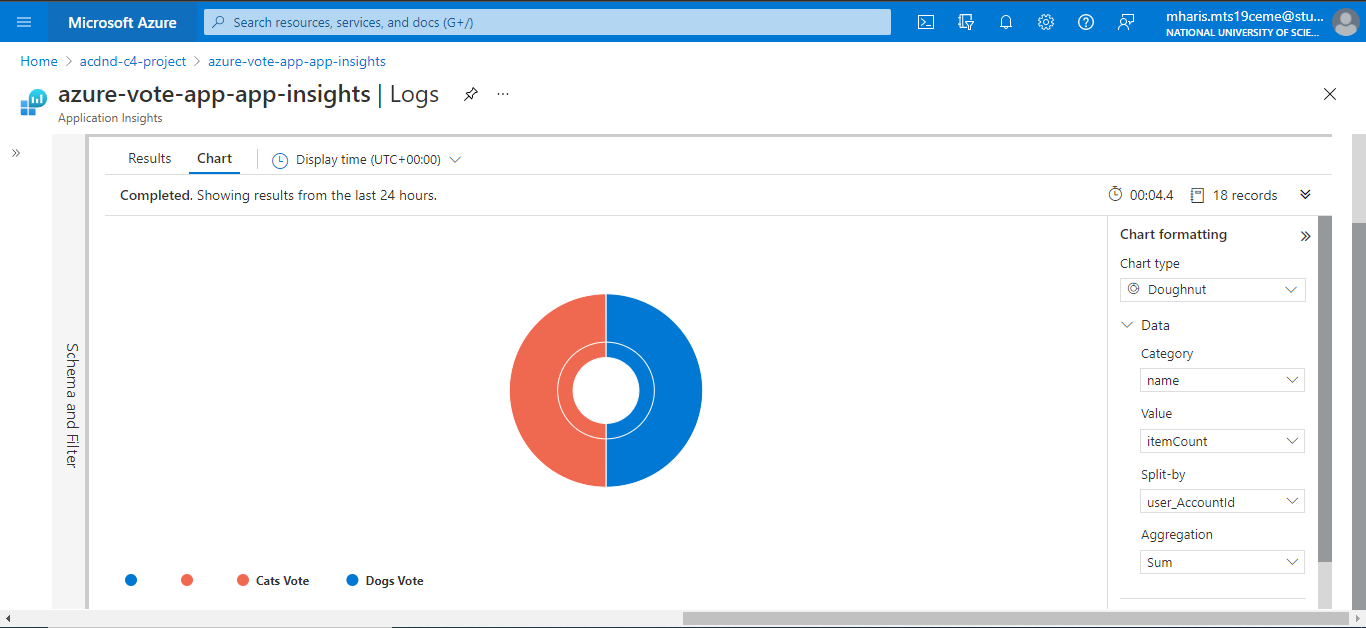 Microsoft Azure
Search resources, services, and docs (G+/)
mharis.mts19ceme@stu...
NATIONAL UNIVERSITY OF SCIE...
Home > acdnd-c4-project > azure-vote-app-app-insights
azure-vote-app-app-insights | Logs ...
Application Insights
Results Chart Display time (UTC+00:00)
Completed. Showing results from the last 24 hours. 00:04.4 18 records
Schema and Filter
Chart formatting
Chart type
Doughnut
Data
Category
name
Value
itemCount
Split-by
user_AccountId
Aggregation
Sum
Cats Vote Dogs Vote